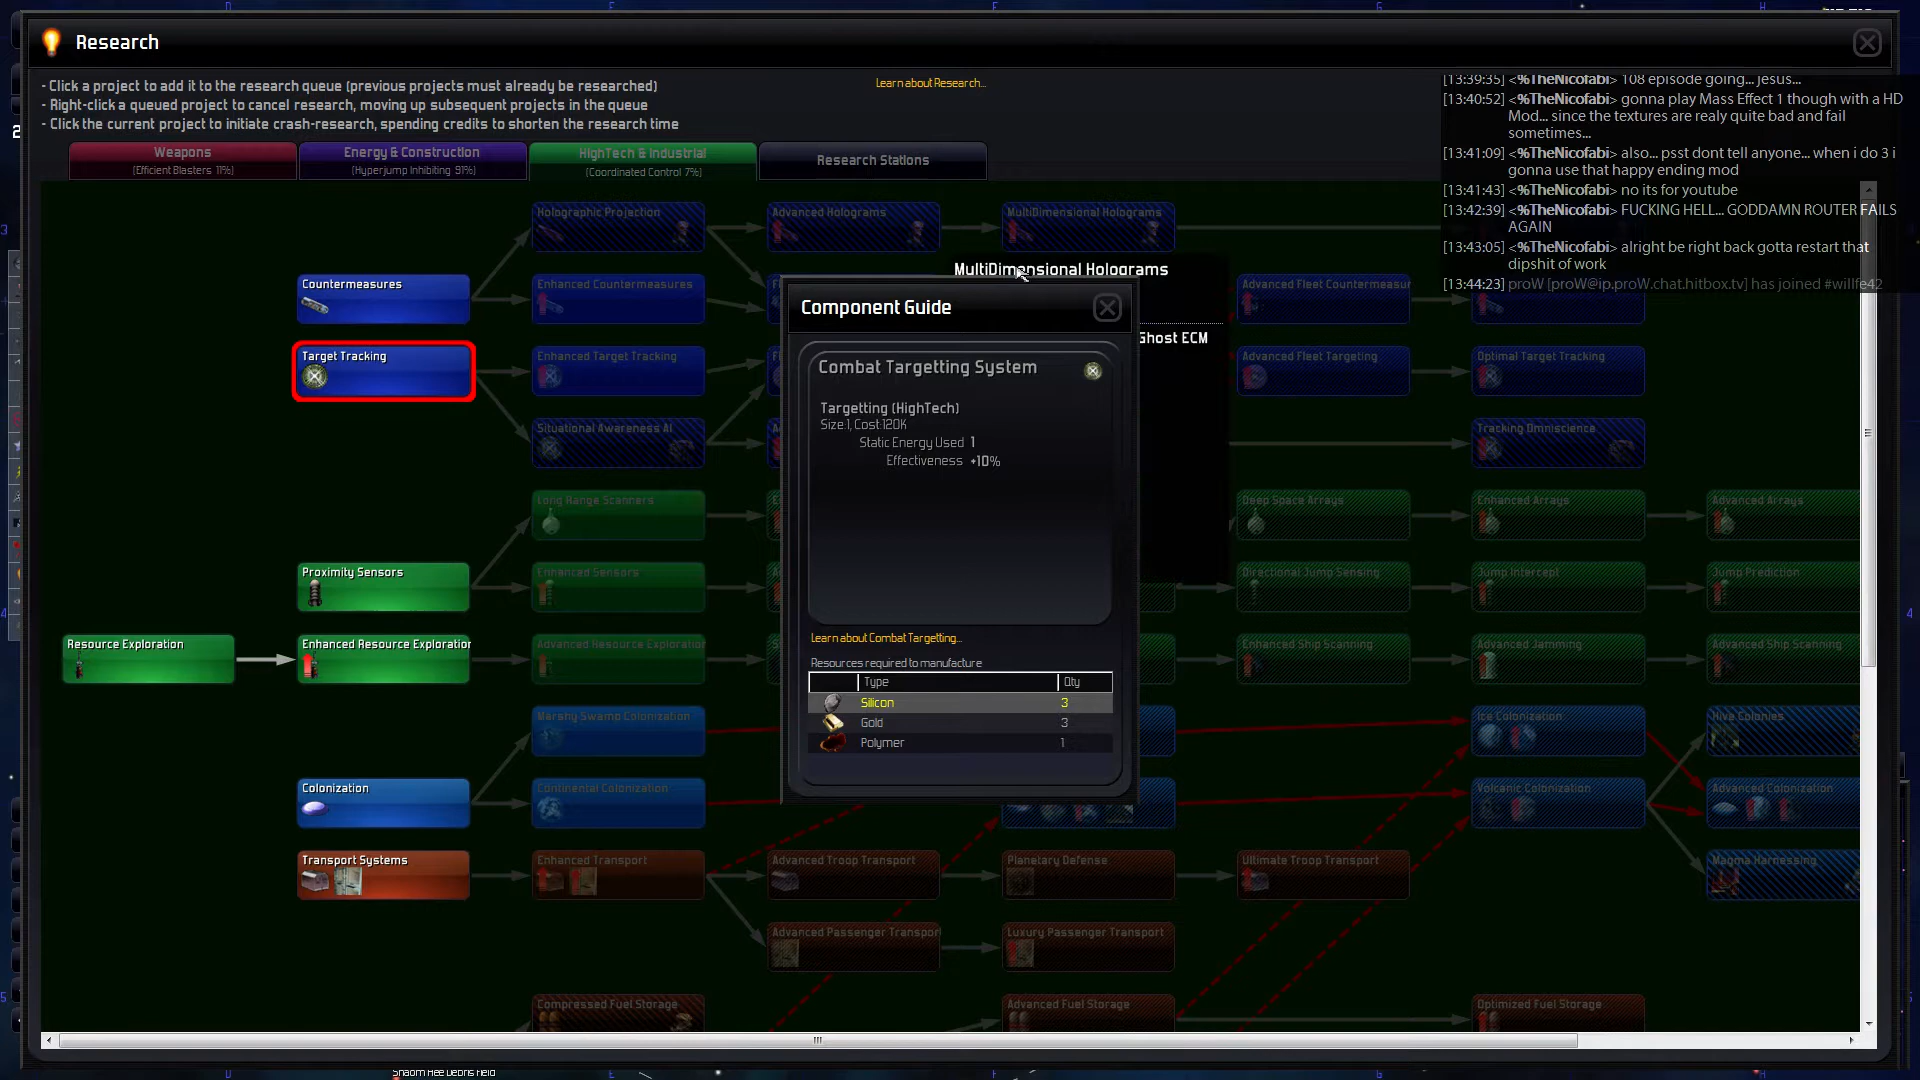 D
E
F
G
H
Research
- Click a project to add it to the research queue (previous projects must already be researched)
- Right-click a queued project to cancel research, moving up subsequent projects in the queue
- Click the current project to initiate crash-research, spending credits to shorten the research time
Learn about Research...
[13:39:35] <%TheNicofabi> 108 episode going... jesus...
[13:40:52] <%TheNicofabi> gonna play Mass Effect 1 though with a HD
Mod... since the textures are realy quite bad and fail
sometimes...
[13:41:09] <%TheNicofabi> also... psst dont tell anyone... when i do 3 i
gonna use that happy ending mod
[13:41:43] <%TheNicofabi> no its for youtube
[13:42:39] <%TheNicofabi> FUCKING HELL... GODDAMN ROUTER FAILS
AGAIN
[13:43:05] <%TheNicofabi> alright be right back gotta restart that
dipshit of work
[13:44:23] proW [proW@ip.proW.chat.hitbox.tv] has joined #willfe42
Weapons
(Efficient Blasters 11%)
Energy & Construction
(Hyperjump Inhibiting 91%)
HighTech & Industrial
(Coordinated Control 7%)
Research Stations
Holographic Projection
Advanced Holograms
MultiDimensional Holograms
Countermeasures
Enhanced Countermeasures
MultiDimensional Holograms
Advanced Fleet Countermeasur
Ghost ECM
Target Tracking
Enhanced Target Tracking
Advanced Fleet Targeting
Optimal Target Tracking
Situational Awareness AI
Tracking Omniscience
Long Range Scanners
Deep Space Arrays
Enhanced Arrays
Advanced Arrays
Proximity Sensors
Enhanced Sensors
Directional Jump Sensing
Jump Intercept
Jump Prediction
Resource Exploration
Enhanced Resource Exploration
Advanced Resource Exploration
Enhanced Ship Scanning
Advanced Jamming
Advanced Ship Scanning
Marshy Swamp Colonization
Ice Colonization
Hive Colonies
Colonization
Continental Colonization
Volcanic Colonization
Advanced Colonization
Transport Systems
Enhanced Transport
Advanced Troop Transport
Planetary Defense
Ultimate Troop Transport
Magma Harnessing
Advanced Passenger Transpor
Luxury Passenger Transport
Compressed Fuel Storage
Advanced Fuel Storage
Optimized Fuel Storage
Component Guide
Combat Targetting System
Targetting (HighTech)
Size:1, Cost:120K
Static Energy Used 1
Effectiveness +10%
Learn about Combat Targetting...
Resources required to manufacture
Type Qty
Silicon 3
Gold 3
Polymer 1
3
4
5
4
Shaom Hee Debris Field
D
E
F
G
H